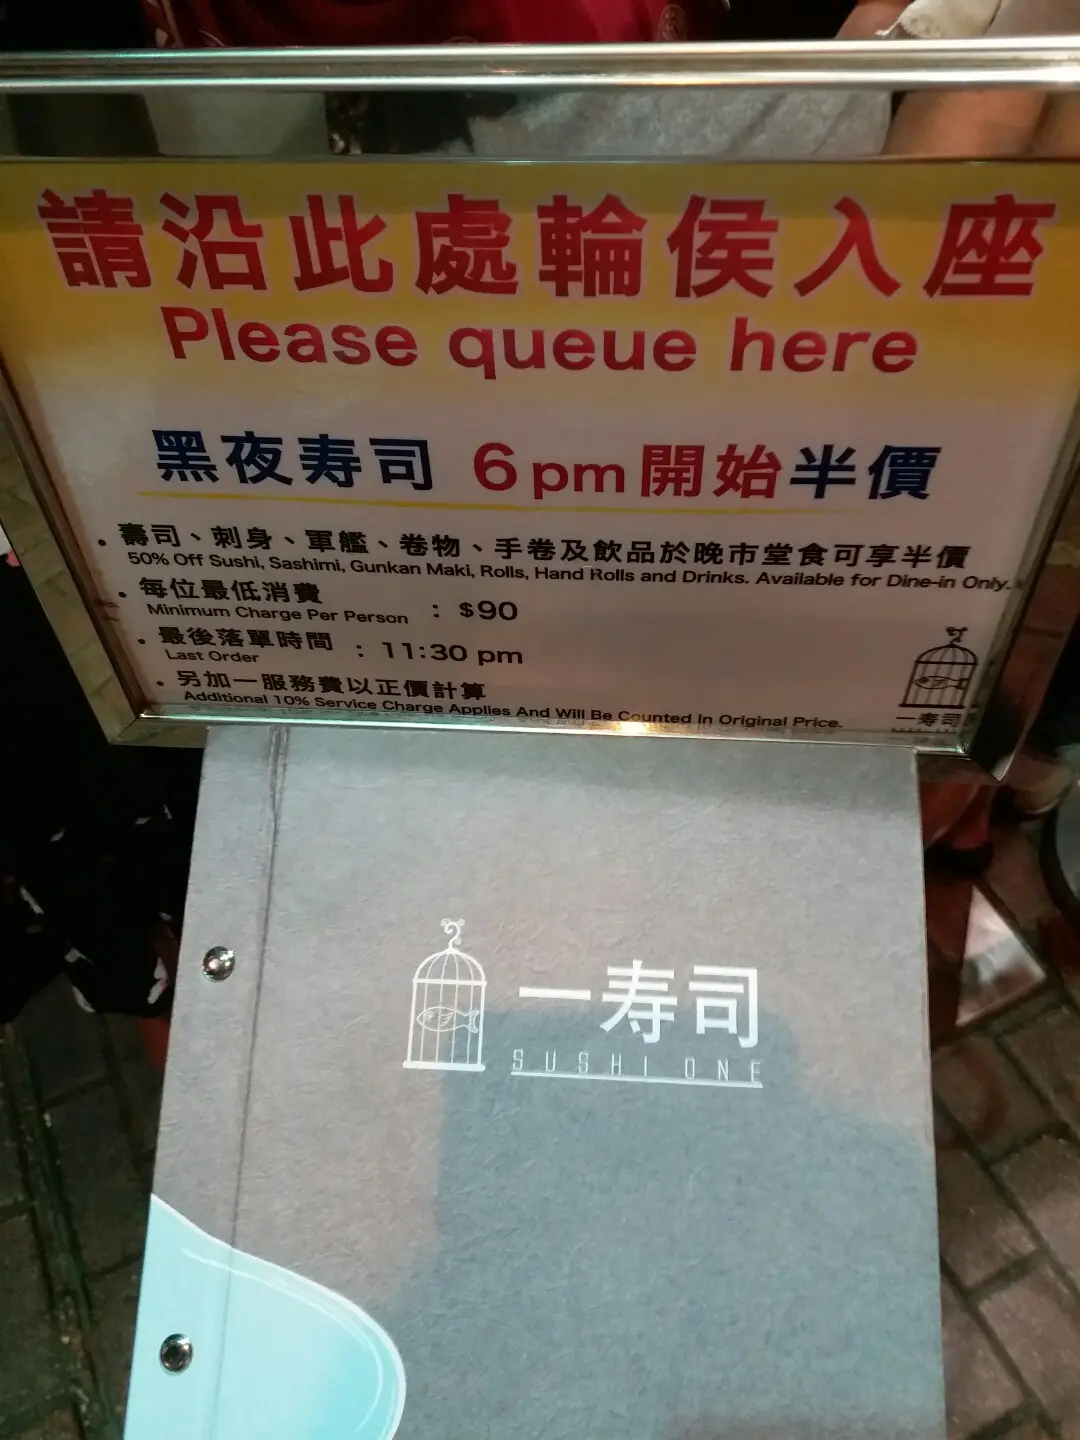 請沿此處輪侯入座
Please queue here
黑夜寿司 6pm開始半價
• 壽司、刺身、軍艦、卷物、手卷及飲品於晚市堂食可享半價
50% Off Sushi, Sashimi, Gunkan Maki, Rolls, Hand Rolls and Drinks. Available for Dine-in Only.
• 每位最低消費 : $90
Minimum Charge Per Person
• 最後落單時間 : 11:30 pm
Last Order
• 另加一服務費以正價計算
Additional 10% Service Charge Applies And Will Be Counted In Original Price.
一寿司
一寿司
SUSHI ONE